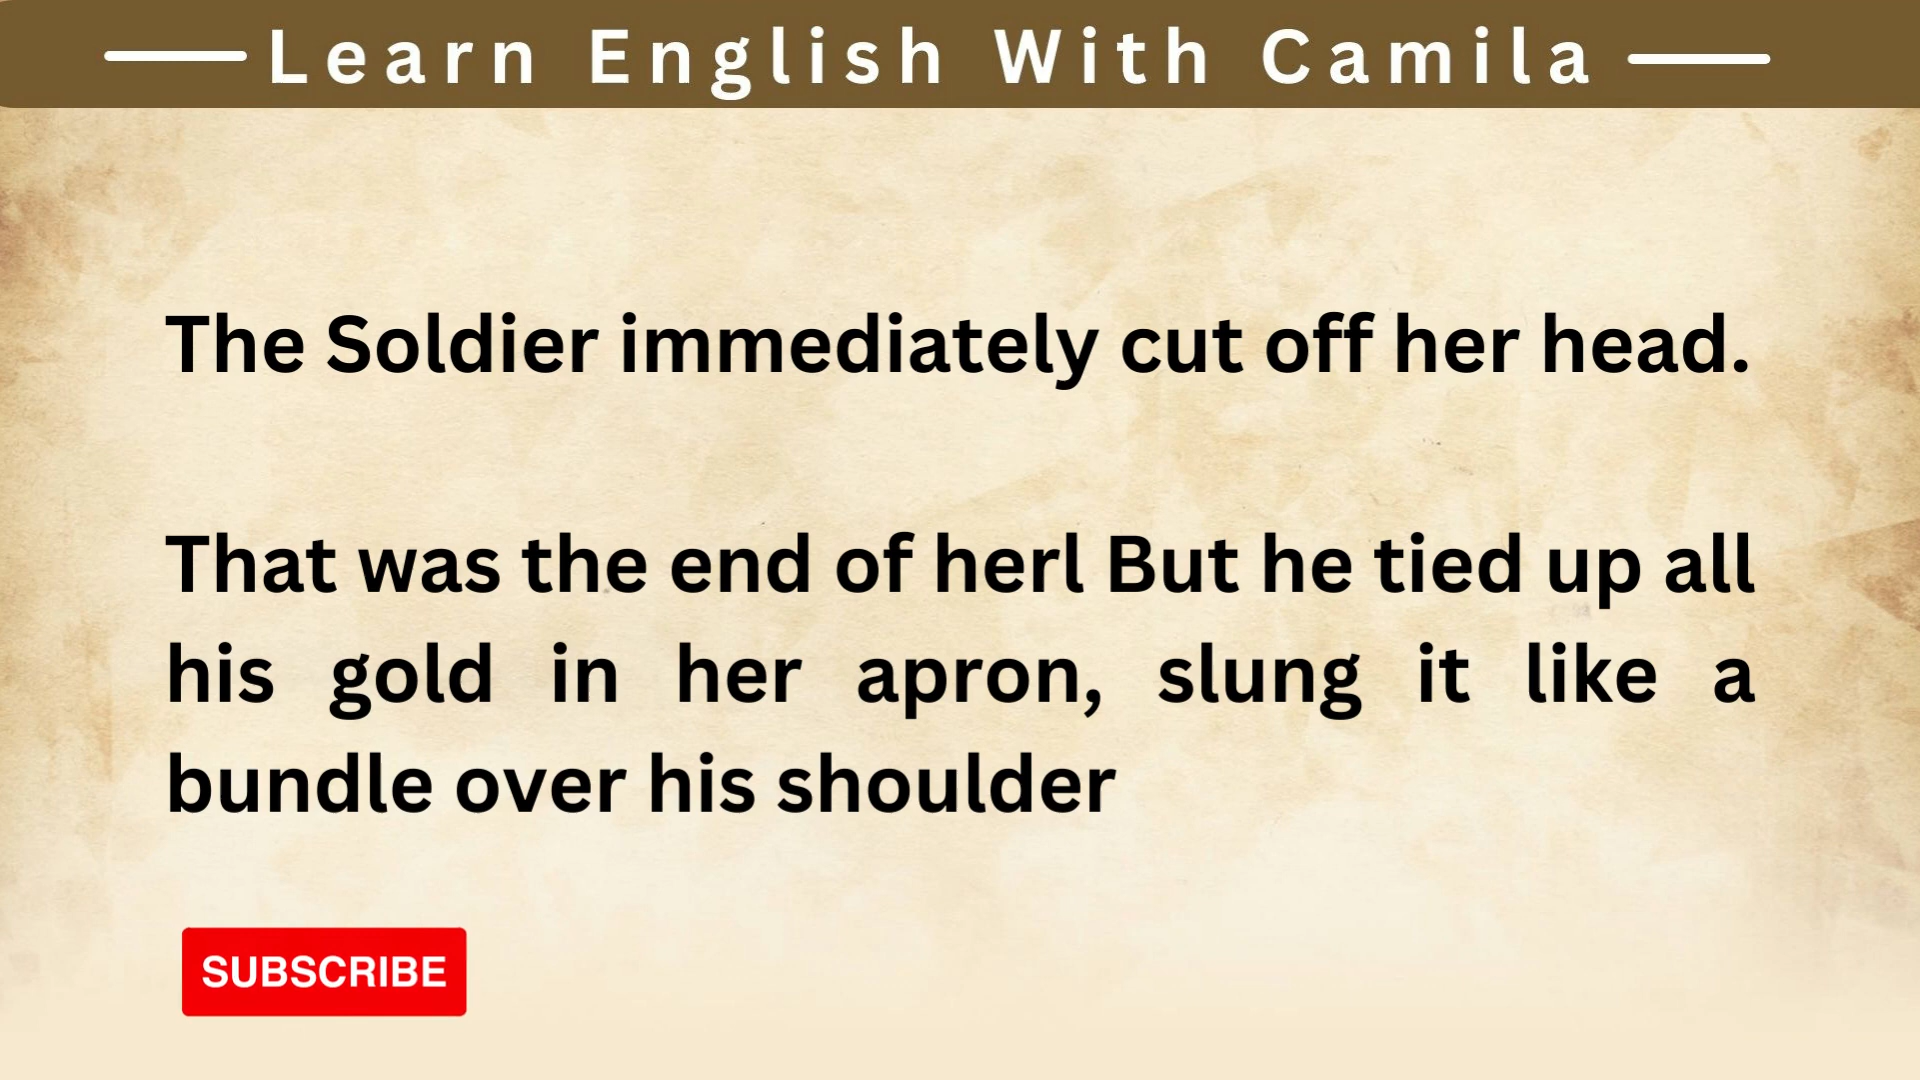 Learn English With Camila
The Soldier immediately cut off her head.
That was the end of herl But he tied up all
his gold in her apron, slung it like a
bundle over his shoulder
SUBSCRIBE